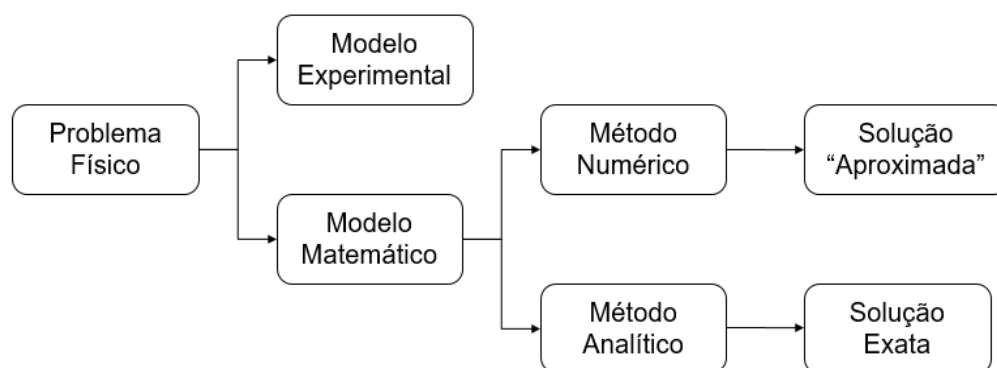 Modelo
Experimental
Problema
Físico
Método
Numérico
Solução
“Aproximada”
Modelo
Matemático
Método
Analítico
Solução
Exata